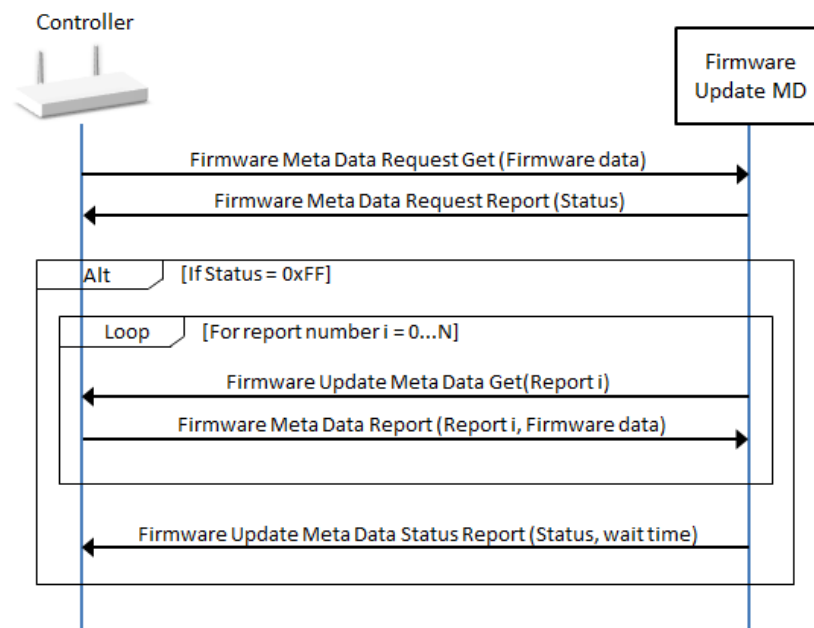 Controller
Firmware
Update MD
Firmware Meta Data Request Get (Firmware data)
Firmware Meta Data Request Report (Status)
Alt [If Status = 0xFF]
Loop [For report number i = 0...N]
Firmware Update Meta Data Get(Report i)
Firmware Meta Data Report (Report i, Firmware data)
Firmware Update Meta Data Status Report (Status, wait time)